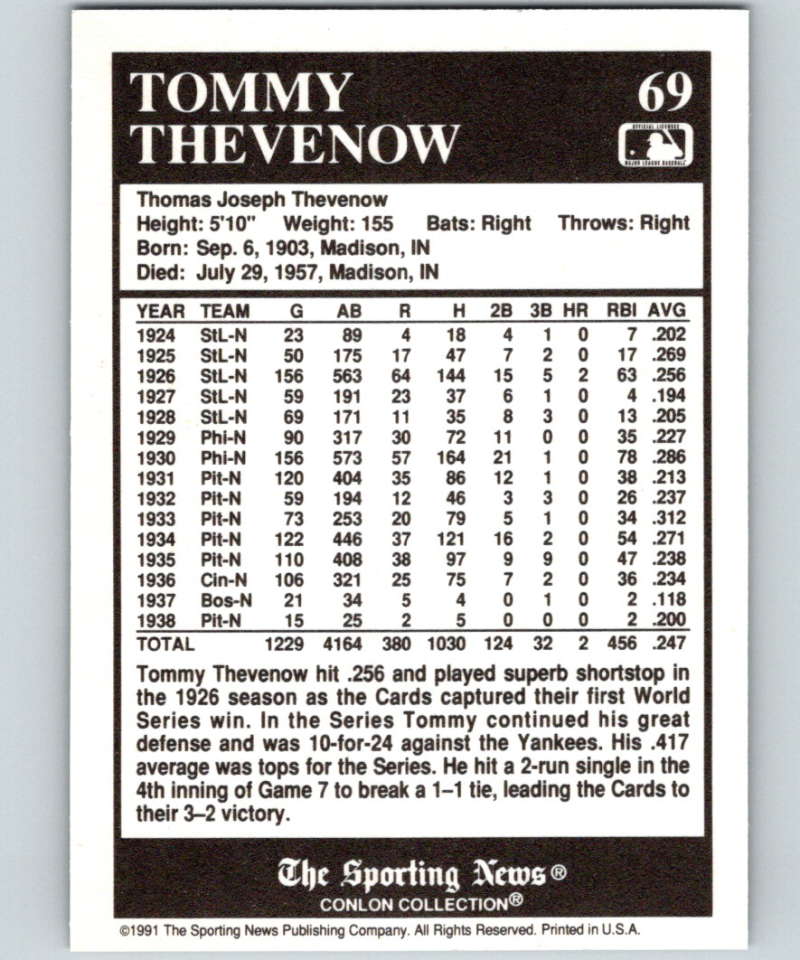 TOMMY 69
THEVENOW
OFFICIAL LICENSEE
MAJOR LEAGUE BASEBALL
Thomas Joseph Thevenow
Height: 5'10" Weight: 155 Bats: Right Throws: Right
Born: Sep. 6, 1903, Madison, IN
Died: July 29, 1957, Madison, IN
YEAR TEAM G AB R H 2B 3B HR RBI AVG
1924 StL-N 23 89 4 18 4 1 0 7 .202
1925 StL-N 50 175 17 47 7 2 0 17 .269
1926 StL-N 156 563 64 144 15 5 2 63 .256
1927 StL-N 59 191 23 37 6 1 0 4 .194
1928 StL-N 69 171 11 35 8 3 0 13 .205
1929 Phi-N 90 317 30 72 11 0 0 35 .227
1930 Phi-N 156 573 57 164 21 1 0 78 .286
1931 Pit-N 120 404 35 86 12 1 0 38 .213
1932 Pit-N 59 194 12 46 3 3 0 26 .237
1933 Pit-N 73 253 20 79 5 1 0 34 .312
1934 Pit-N 122 446 37 121 16 2 0 54 .271
1935 Pit-N 110 408 38 97 9 9 0 47 .238
1936 Cin-N 106 321 25 75 7 2 0 36 .234
1937 Bos-N 21 34 5 4 0 1 0 2 .118
1938 Pit-N 15 25 2 5 0 0 0 2 .200
TOTAL 1229 4164 380 1030 124 32 2 456 .247
Tommy Thevenow hit .256 and played superb shortstop in
the 1926 season as the Cards captured their first World
Series win. In the Series Tommy continued his great
defense and was 10-for-24 against the Yankees. His .417
average was tops for the Series. He hit a 2-run single in the
4th inning of Game 7 to break a 1–1 tie, leading the Cards to
their 3–2 victory.
The Sporting News®
CONLON COLLECTION®
©1991 The Sporting News Publishing Company. All Rights Reserved. Printed in U.S.A.